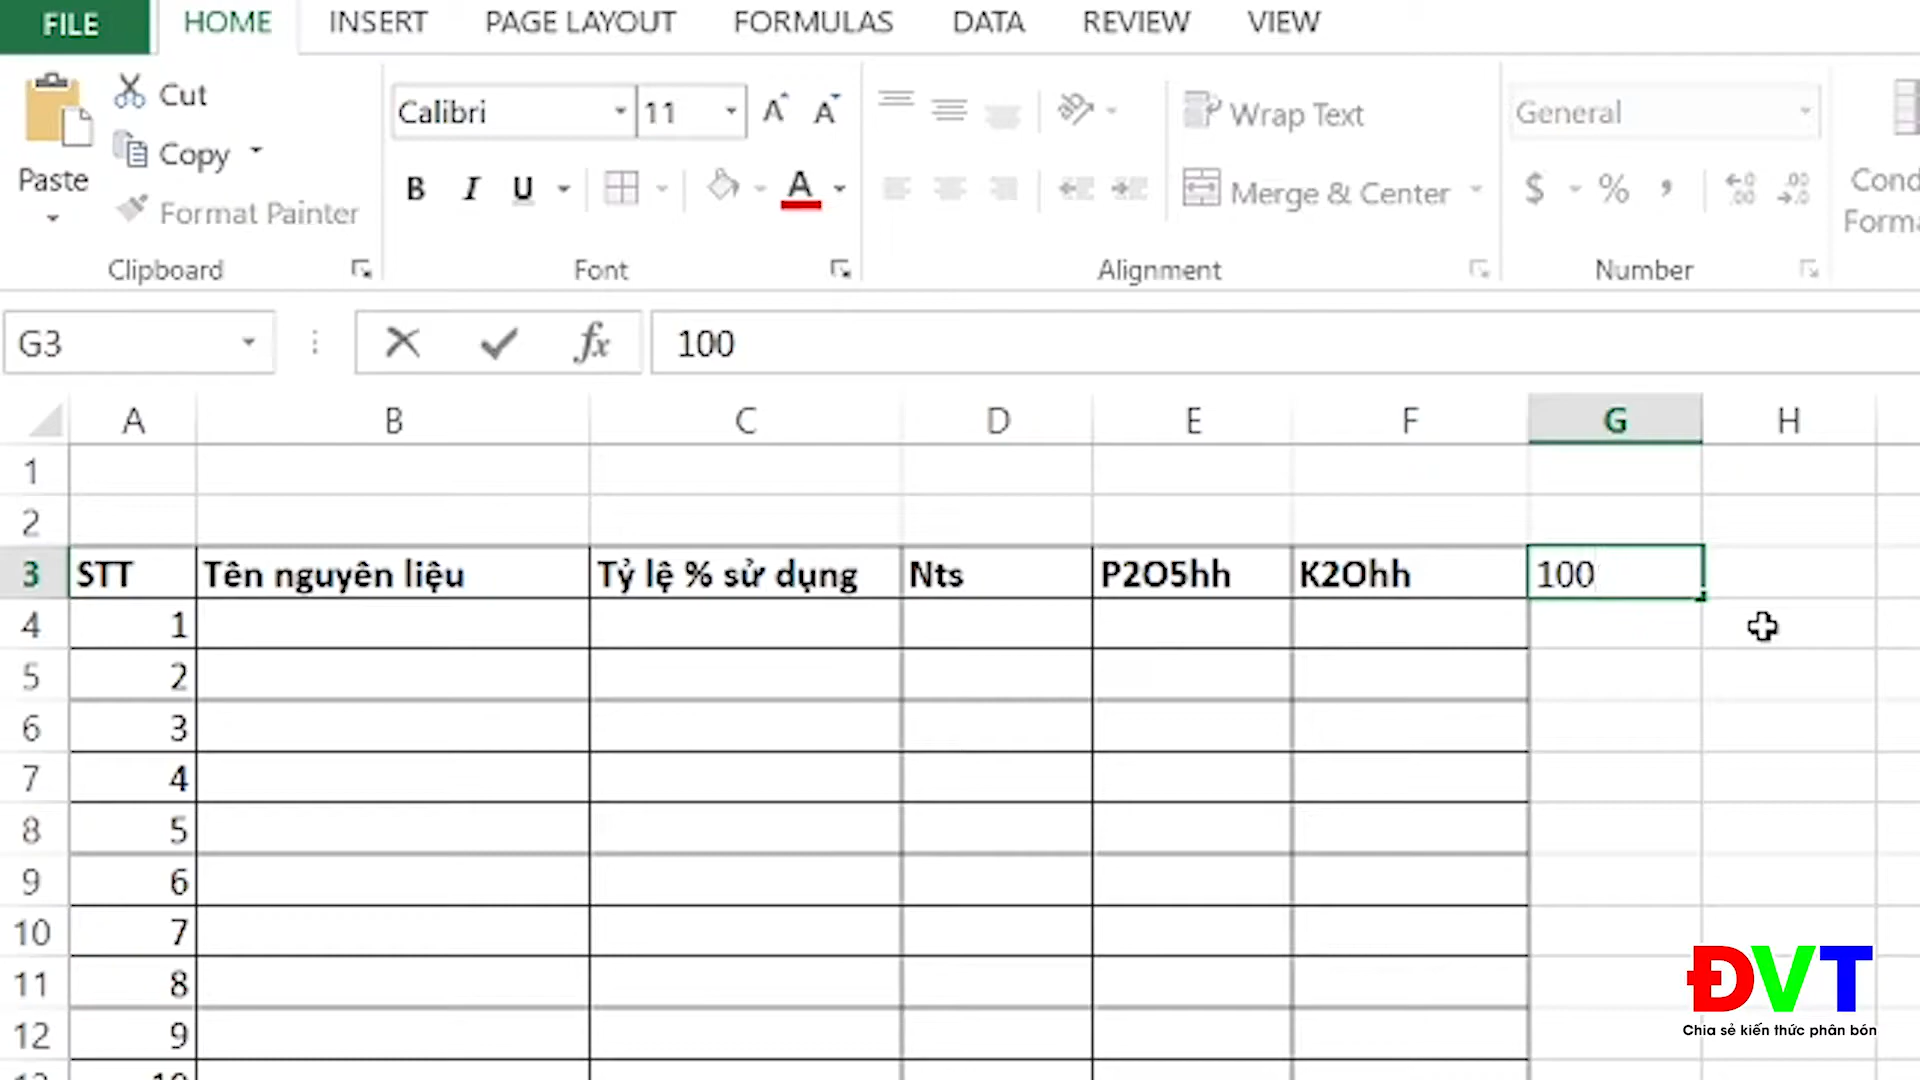 FILE HOME INSERT PAGE LAYOUT FORMULAS DATA REVIEW VIEW
Paste
Cut
Copy
Format Painter
Clipboard
Calibri 11
B I U A
Font
Wrap Text
Merge & Center
Alignment
General
$ % ,
Number
Cond
Forma
G3 fx 100
A B C D E F G H
1
2
3 STT Tên nguyên liệu Tỷ lệ % sử dụng Nts P2O5hh K2Ohh 100
4 1
5 2
6 3
7 4
8 5
9 6
10 7
11 8
12 9
ĐVT
Chia sẻ kiến thức phân bón